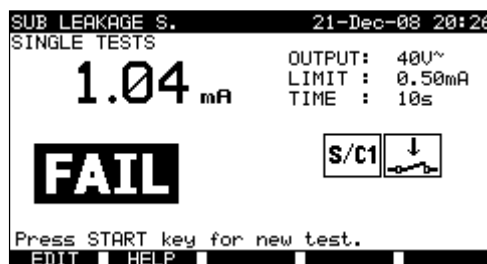 SUB LEAKAGE S. 21-Dec-08 20:26
SINGLE TESTS
OUTPUT: 40V~
1.04 mA
LIMIT : 0.50mA
TIME : 10s
S/C1
FAIL
Press START key for new test.
EDIT HELP